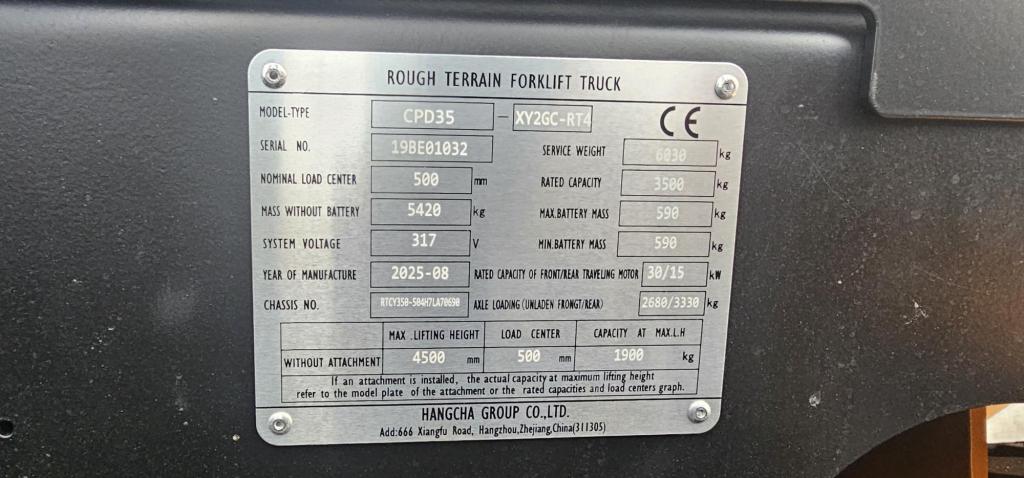 ROUGH TERRAIN FORKLIFT TRUCK
MODEL-TYPE CPD35 — XY2GC-RT4 CE
SERIAL NO. 19BE01032 SERVICE WEIGHT 6030 kg
NOMINAL LOAD CENTER 500 mm RATED CAPACITY 3500 kg
MASS WITHOUT BATTERY 5420 kg MAX.BATTERY MASS 590 kg
SYSTEM VOLTAGE 317 V MIN.BATTERY MASS 590 kg
YEAR OF MANUFACTURE 2025-08 RATED CAPACITY OF FRONT/REAR TRAVELING MOTOR 30/15 kW
CHASSIS NO. RTCY350-504H7LA70690 AXLE LOADING (UNLADEN FRONGT/REAR) 2680/3330 kg
MAX .LIFTING HEIGHT LOAD CENTER CAPACITY AT MAX.L.H
WITHOUT ATTACHMENT 4500 mm 500 mm 1900 kg
If an attachment is installed, the actual capacity at maximum lifting height
refer to the model plate of the attachment or the rated capacities and load centers graph.
HANGCHA GROUP CO.,LTD.
Add:666 Xiangfu Road, Hangzhou,Zhejiang,China(311305)